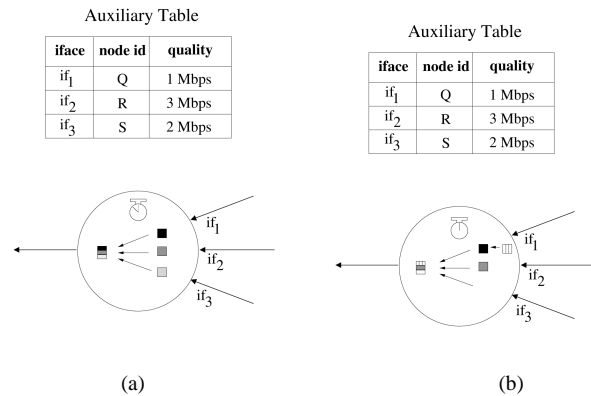 Auxiliary Table
iface node id quality
if1 Q 1 Mbps
if2 R 3 Mbps
if3 S 2 Mbps
if1
if2
if3
(a)
Auxiliary Table
iface node id quality
if1 Q 1 Mbps
if2 R 3 Mbps
if3 S 2 Mbps
if1
if2
if3
(b)